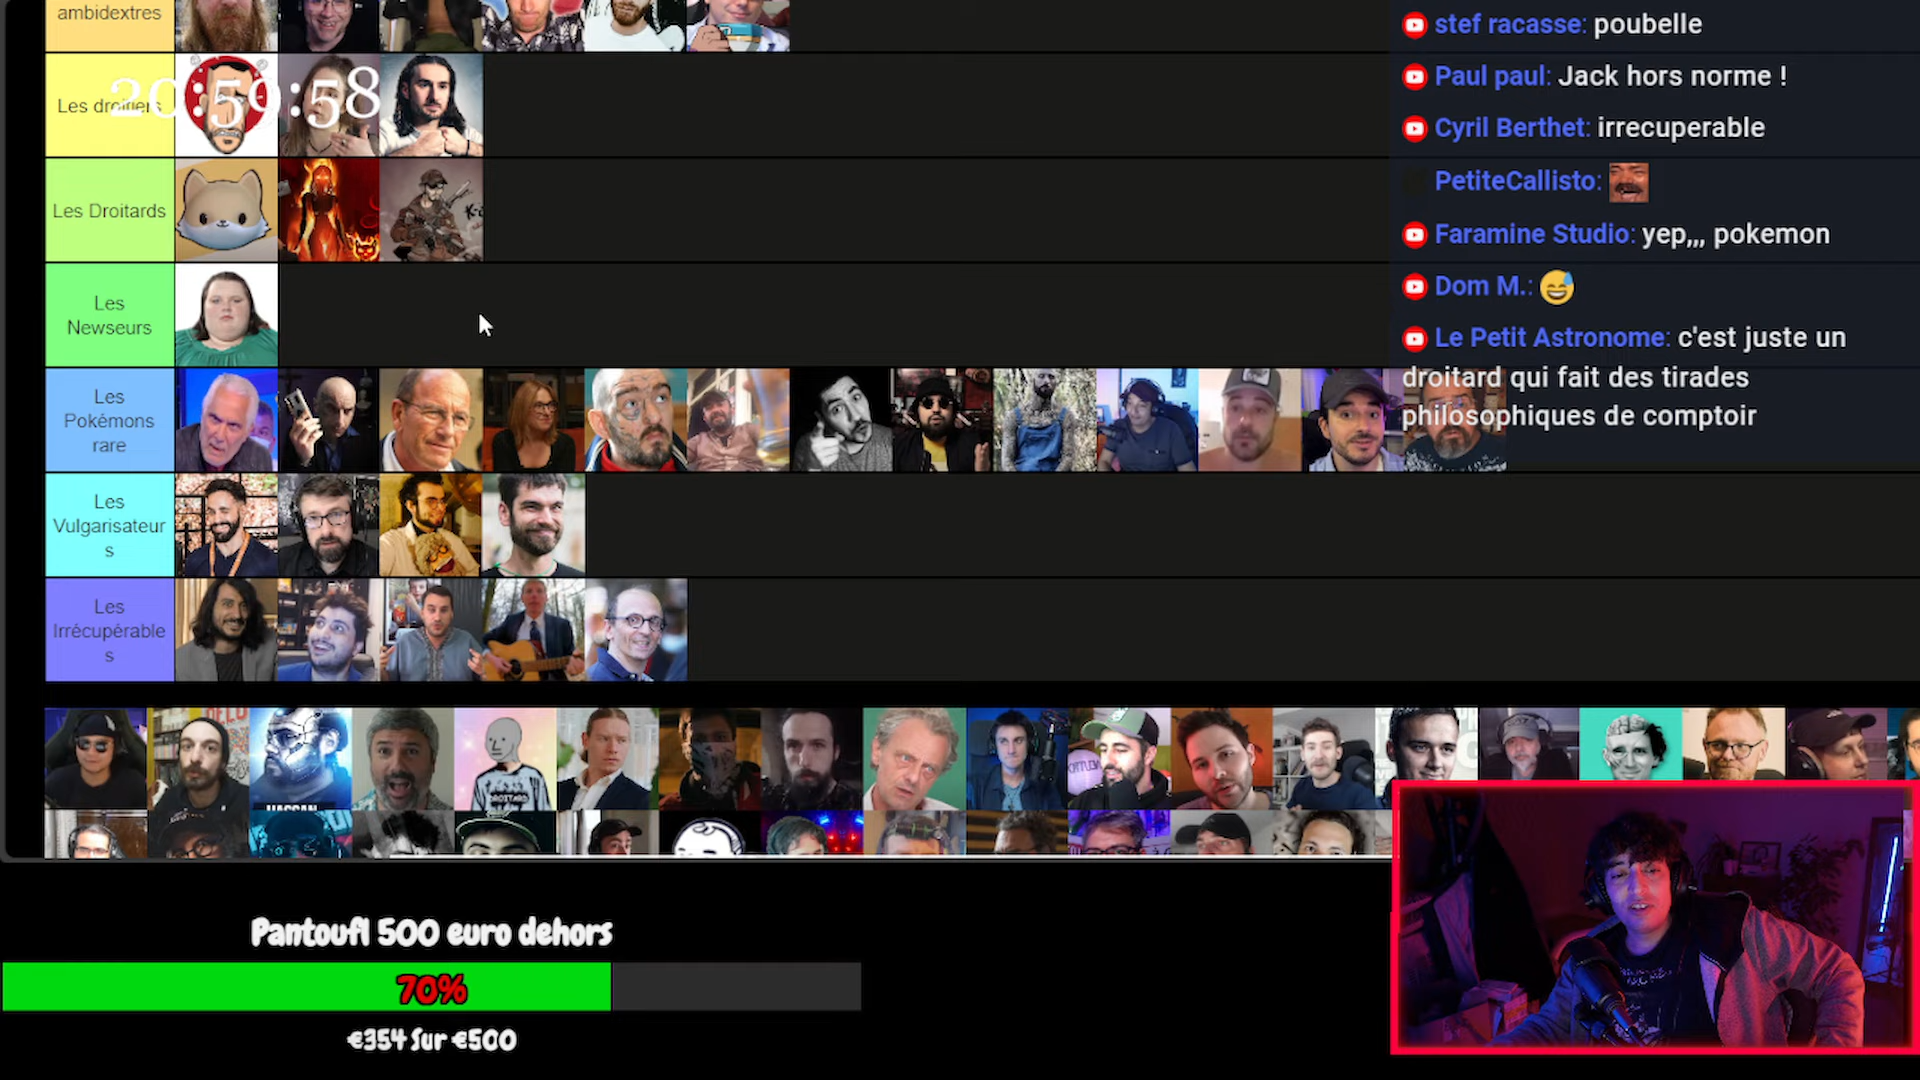 ambidextres
Les droitiers
20:59:58
Les Droitards
Les
Newseurs
Les
Pokémons
rare
Les
Vulgarisateur
s
Les
Irrécupérable
s
stef racasse: poubelle
Paul paul: Jack hors norme !
Cyril Berthet: irrecuperable
PetiteCallisto:
Faramine Studio: yep,,, pokemon
Dom M.: 😅
Le Petit Astronome: c'est juste un
droitard qui fait des tirades
philosophiques de comptoir
HASSAN
DROITARD
Pantoufl 500 euro dehors
70%
€354 Sur €500